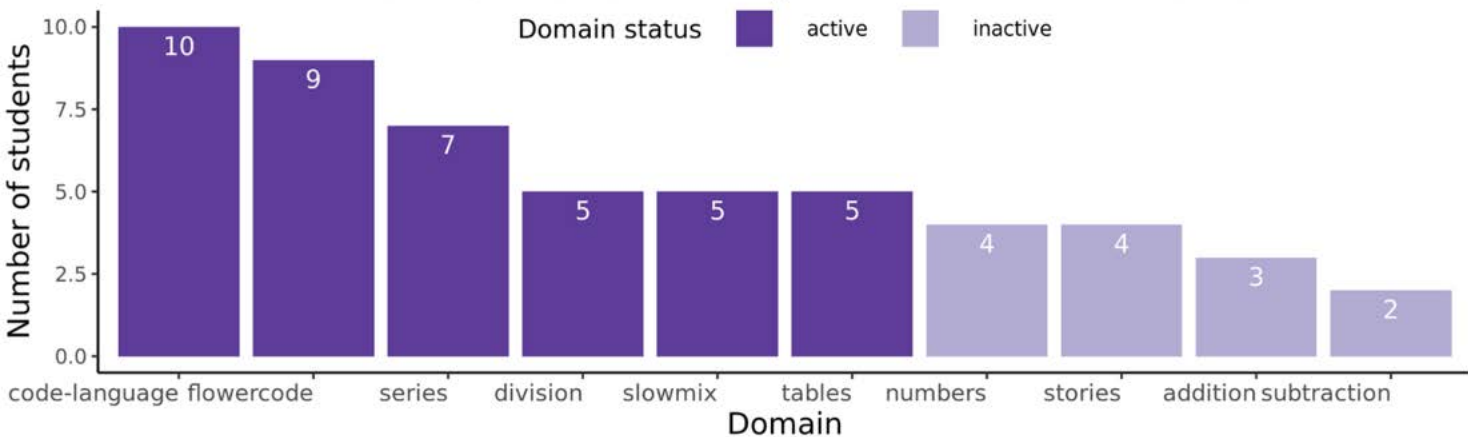 Number of students
10.0
7.5
5.0
2.5
0.0
Domain status active inactive
10 9 7 5 5 5 4 4 3 2
code-language flowercode series division slowmix tables numbers stories addition subtraction
Domain